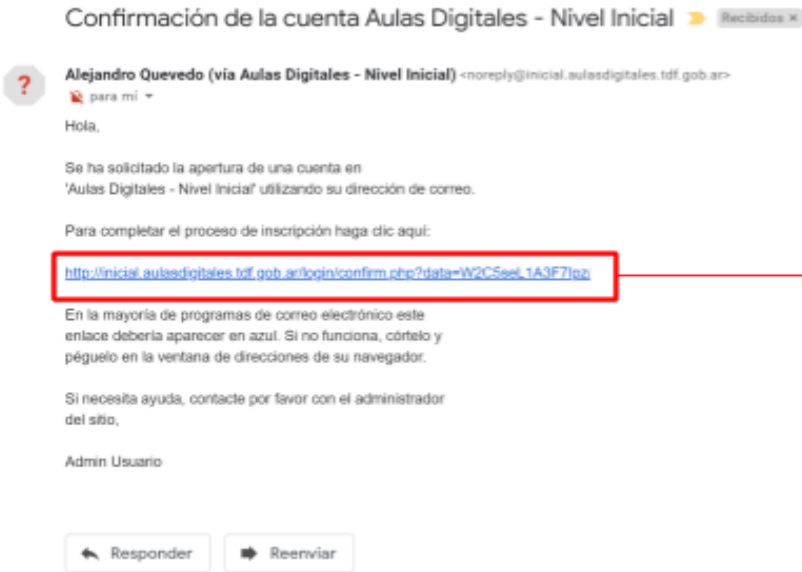 Confirmación de la cuenta Aulas Digitales - Nivel Inicial Recibidos ×
Alejandro Quevedo (vía Aulas Digitales - Nivel Inicial) <noreply@inicial.aulasdigitales.tdf.gob.ar>
para mí
Hola,
Se ha solicitado la apertura de una cuenta en
'Aulas Digitales - Nivel Inicial' utilizando su dirección de correo.
Para completar el proceso de inscripción haga clic aquí:
http://inicial.aulasdigitales.tdf.gob.ar/login/confirm.php?data=W2C5seL1A3F7Ipz/
En la mayoría de programas de correo electrónico este
enlace debería aparecer en azul. Si no funciona, córtelo y
péguelo en la ventana de direcciones de su navegador.
Si necesita ayuda, contacte por favor con el administrador
del sitio,
Admin Usuario
Responder Reenviar